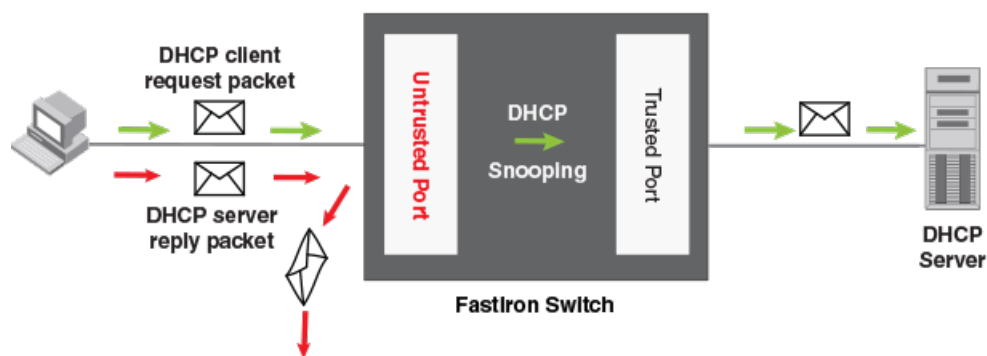 DHCP client
request packet
DHCP server
reply packet
Untrusted Port
DHCP
Snooping
Trusted Port
FastIron Switch
DHCP
Server